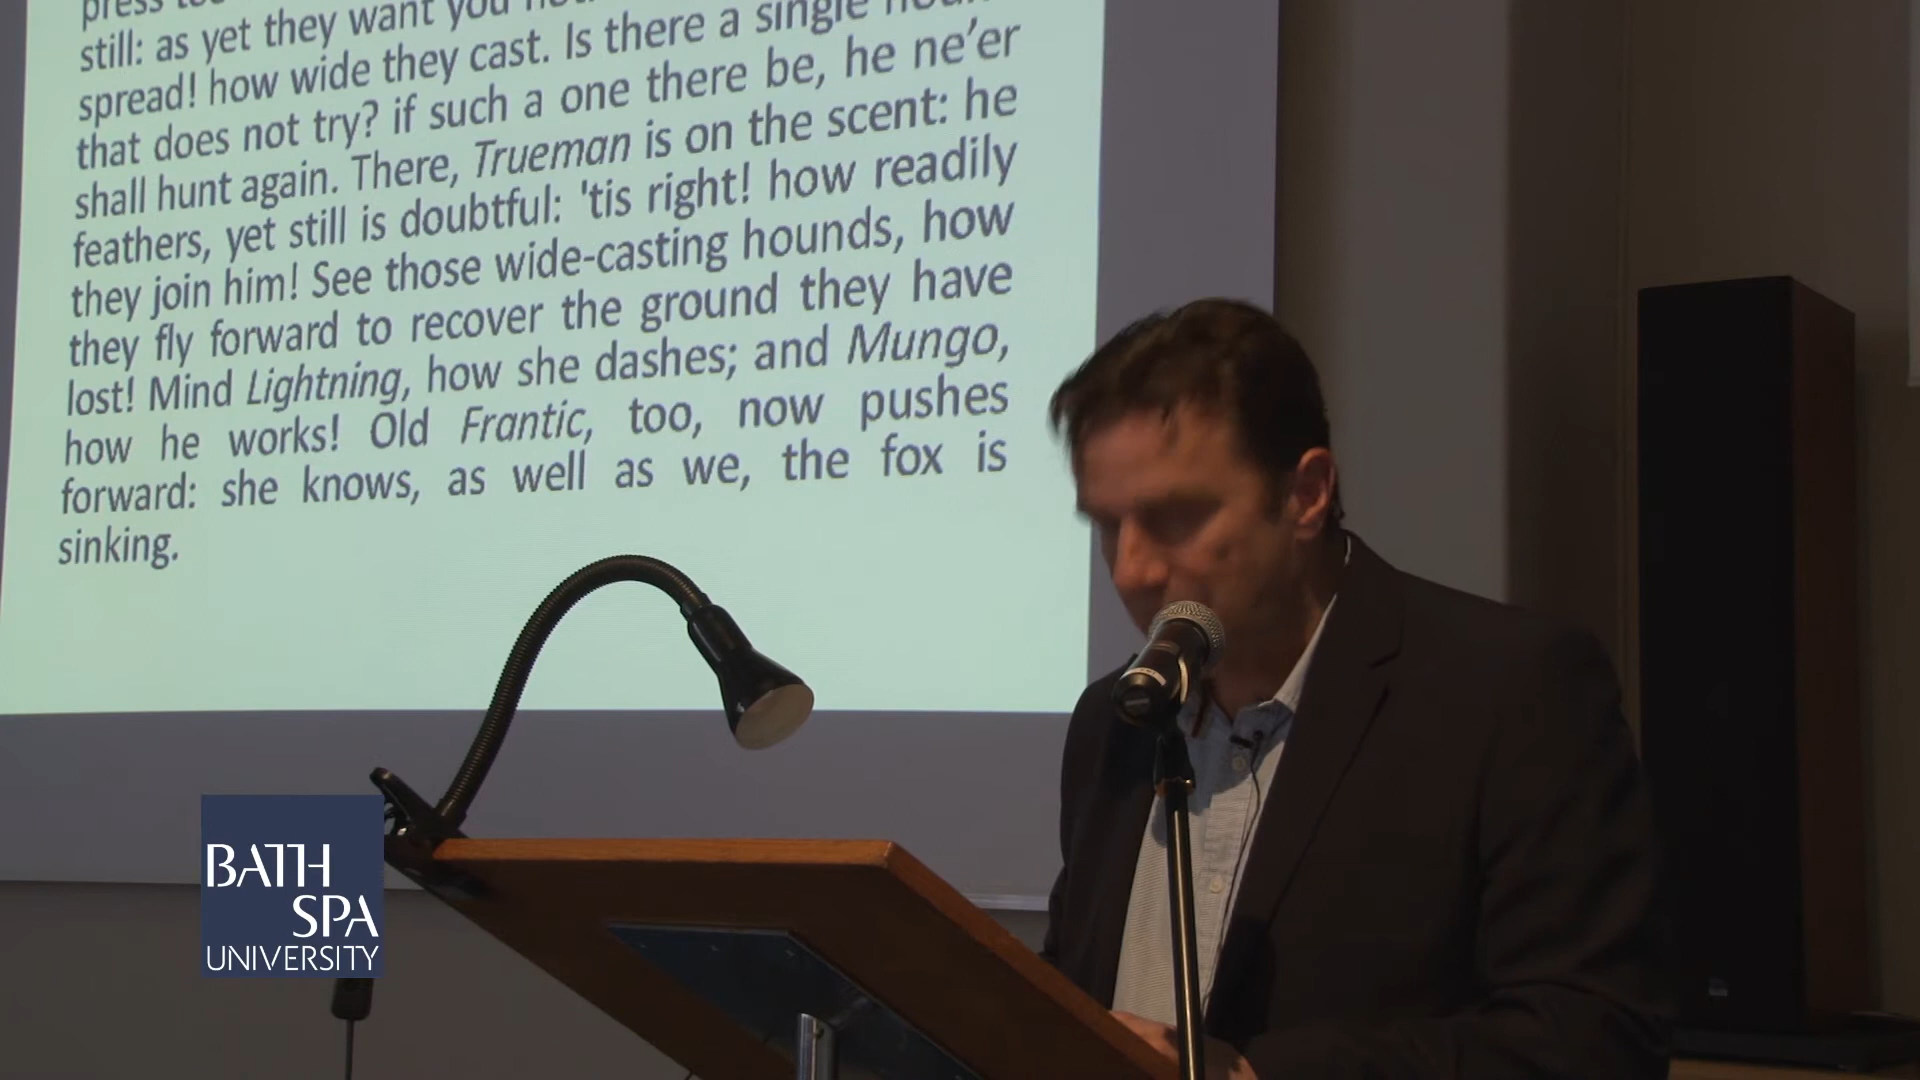 still: as yet they want you
spread! how wide they cast. Is there a single
that does not try? if such a one there be, he ne’er
shall hunt again. There, Trueman is on the scent: he
feathers, yet still is doubtful: 'tis right! how readily
they join him! See those wide-casting hounds, how
they fly forward to recover the ground they have
lost! Mind Lightning, how she dashes; and Mungo,
how he works! Old Frantic, too, now pushes
forward: she knows, as well as we, the fox is
sinking.
BATH
SPA
UNIVERSITY